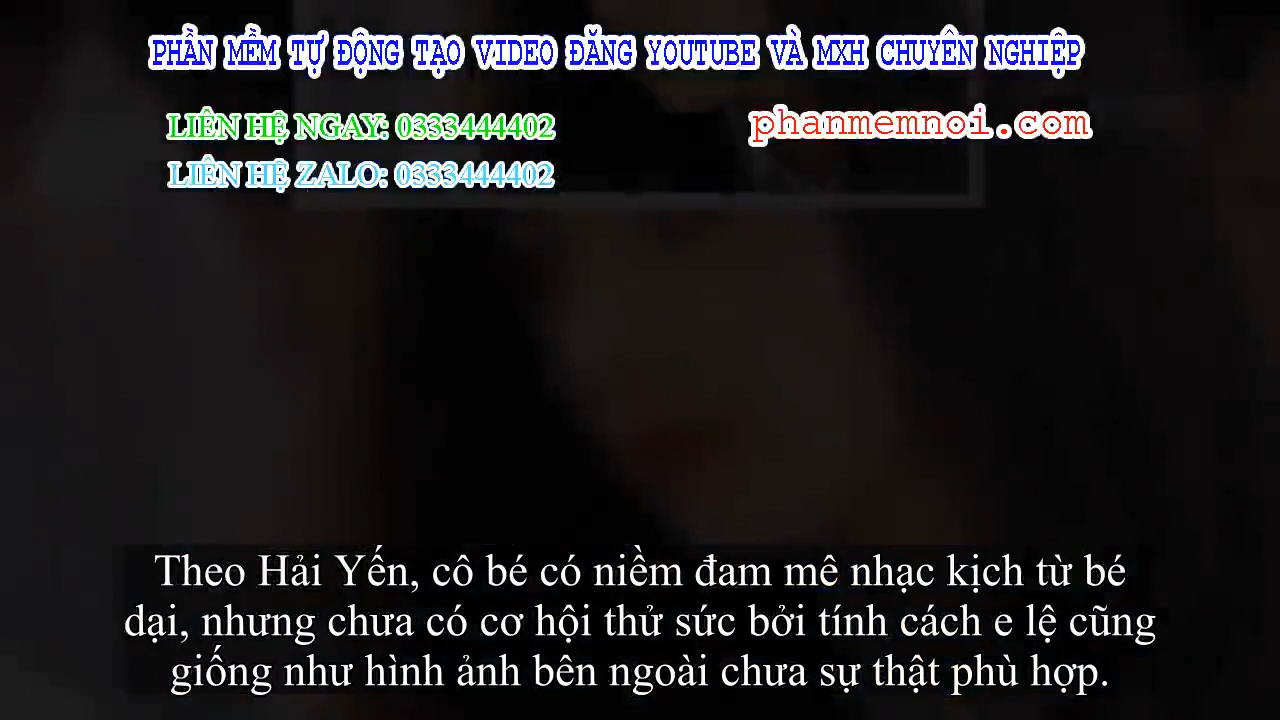 PHẦN MỀM TỰ ĐỘNG TẠO VIDEO ĐĂNG YOUTUBE VÀ MXH CHUYÊN NGHIỆP
LIÊN HỆ NGAY: 0333444402
phanmemnoi.com
LIÊN HỆ ZALO: 0333444402
Theo Hải Yến, cô bé có niềm đam mê nhạc kịch từ bé
dại, nhưng chưa có cơ hội thử sức bởi tính cách e lệ cũng
giống như hình ảnh bên ngoài chưa sự thật phù hợp.